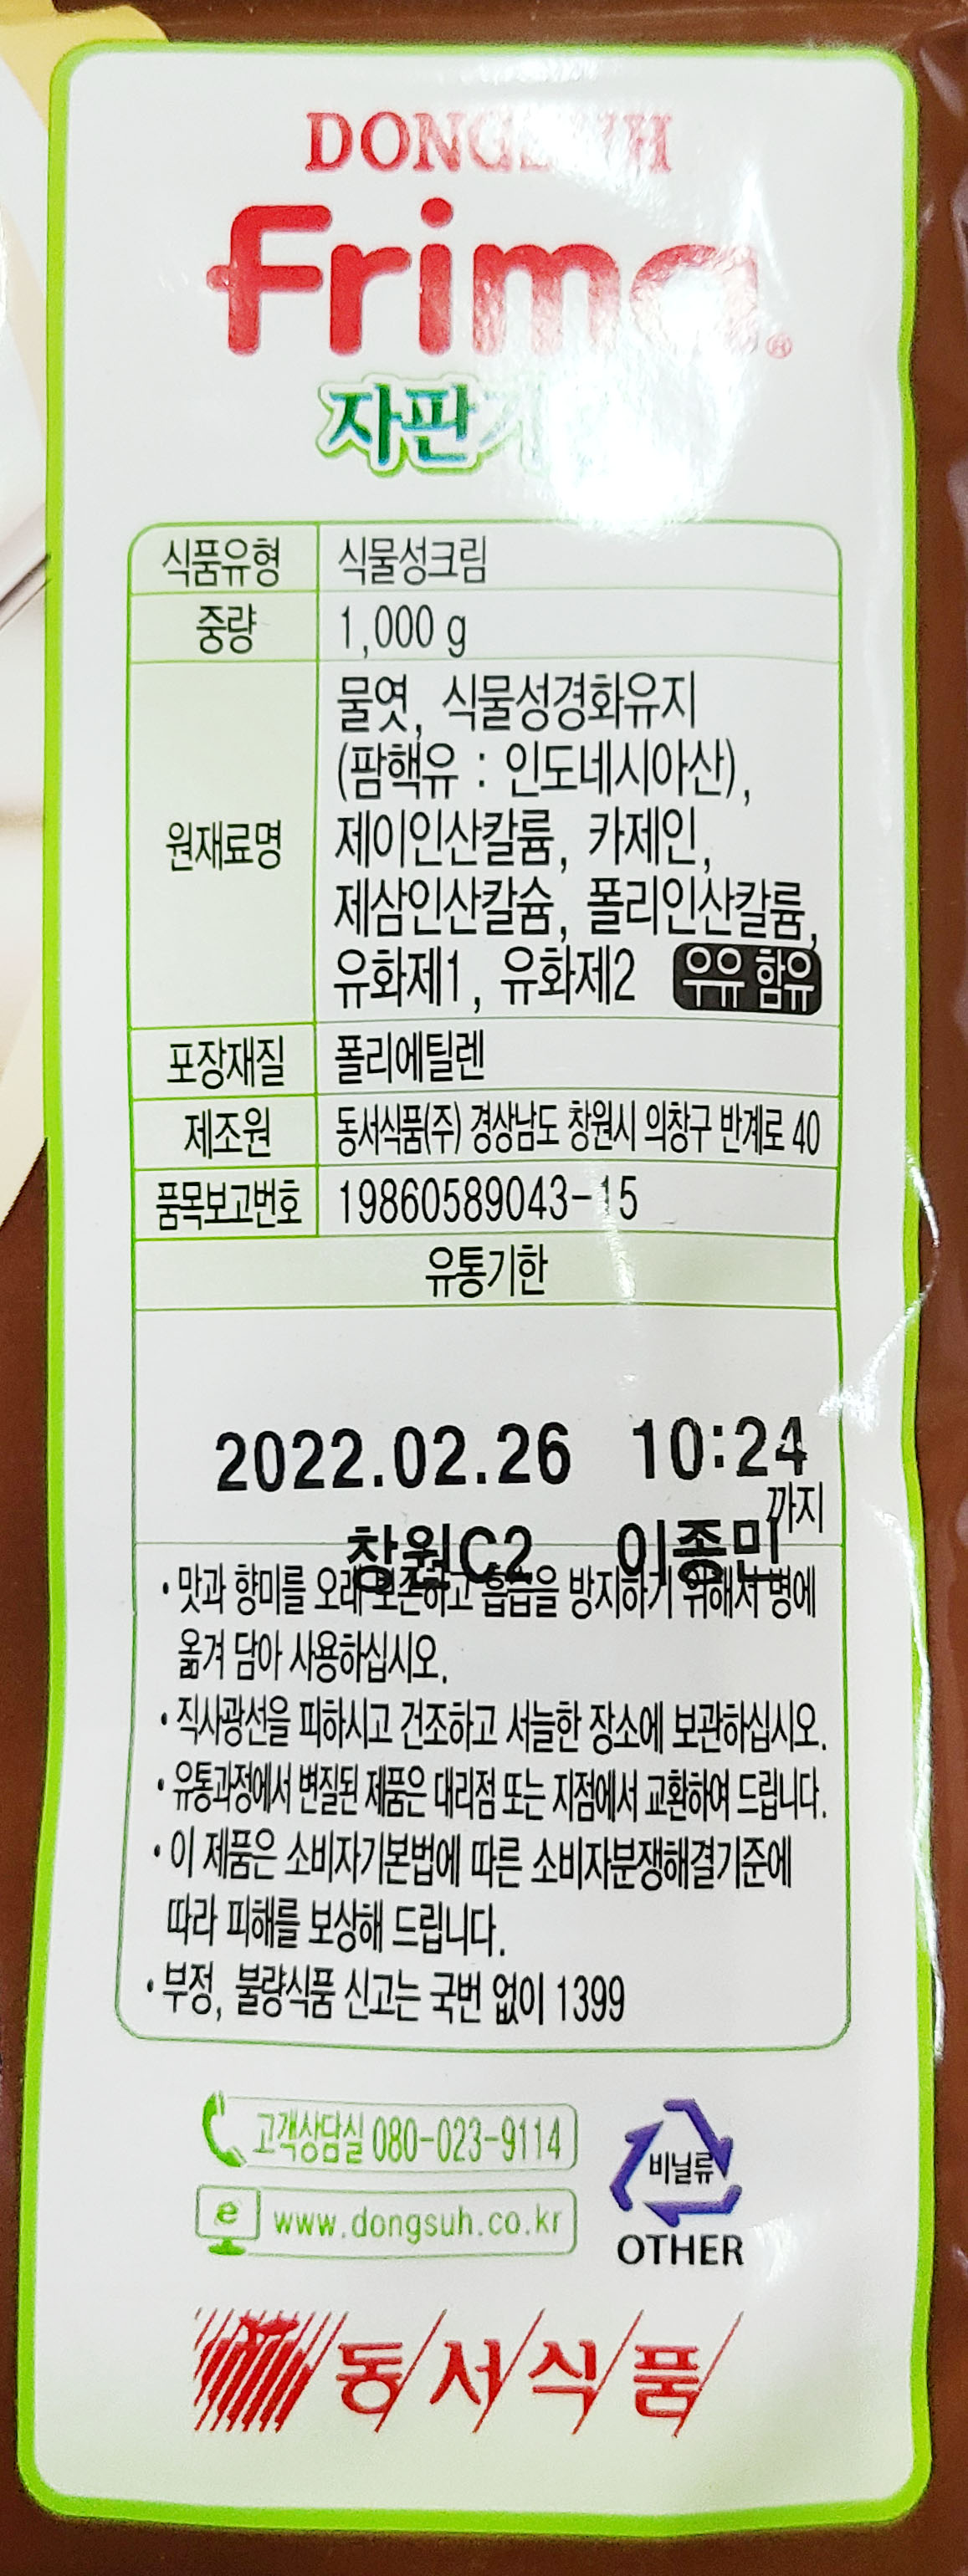 Frima®
자판
식품유형 식물성크림
중량 1,000 g
원재료명 물엿, 식물성경화유지
(팜핵유 : 인도네시아산),
제이인산칼륨, 카제인,
제삼인산칼슘, 폴리인산칼륨,
유화제1, 유화제2 우유 함유
포장재질 폴리에틸렌
제조원 동서식품(주) 경상남도 창원시 의창구 반계로 40
품목보고번호 19860589043-15
유통기한
2022.02.26 10:24
까지
창원C2 이종민
· 맛과 향미를 오래 보존하고 흡습을 방지하기 위해서 병에
옮겨 담아 사용하십시오.
· 직사광선을 피하시고 건조하고 서늘한 장소에 보관하십시오.
· 유통과정에서 변질된 제품은 대리점 또는 지점에서 교환하여 드립니다.
· 이 제품은 소비자기본법에 따른 소비자분쟁해결기준에
따라 피해를 보상해 드립니다.
· 부정, 불량식품 신고는 국번 없이 1399
고객상담실 080-023-9114
비닐류
e www.dongsuh.co.kr
OTHER
동서식품